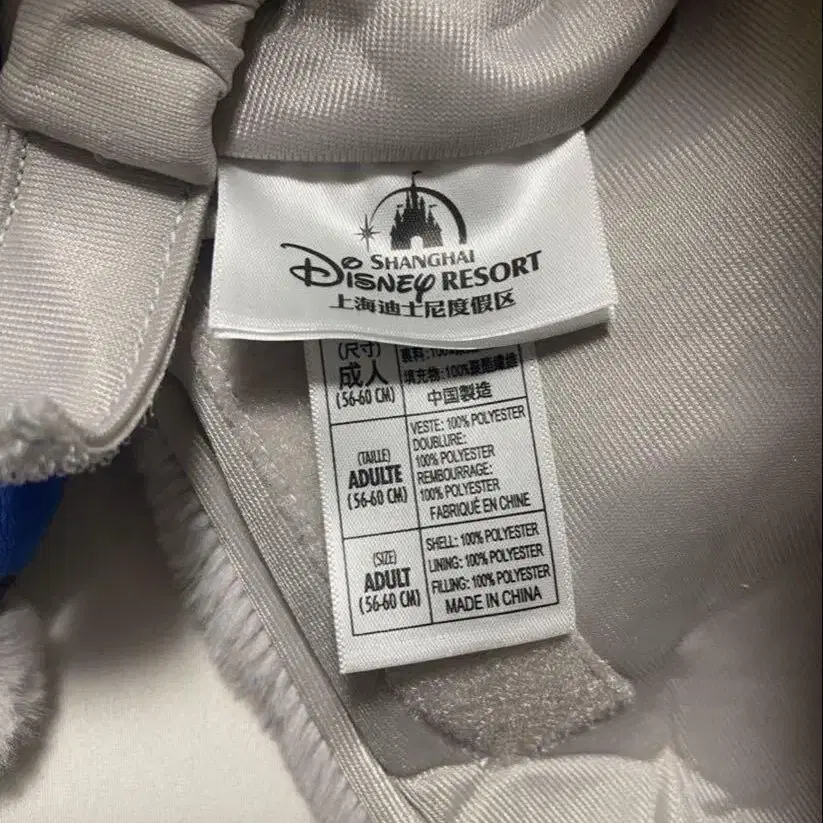 SHANGHAI
Disney RESORT
上海迪士尼度假区
(尺寸)
成人
(56-60 CM)
填充物: 100%聚酯纖維
中国製造
(TAILLE)
ADULTE
(56-60 CM)
VESTE: 100% POLYESTER
DOUBLURE:
100% POLYESTER
REMBOURRAGE:
100% POLYESTER
FABRIQUÉ EN CHINE
(SIZE)
ADULT
(56-60 CM)
SHELL: 100% POLYESTER
LINING: 100% POLYESTER
FILLING: 100% POLYESTER
MADE IN CHINA